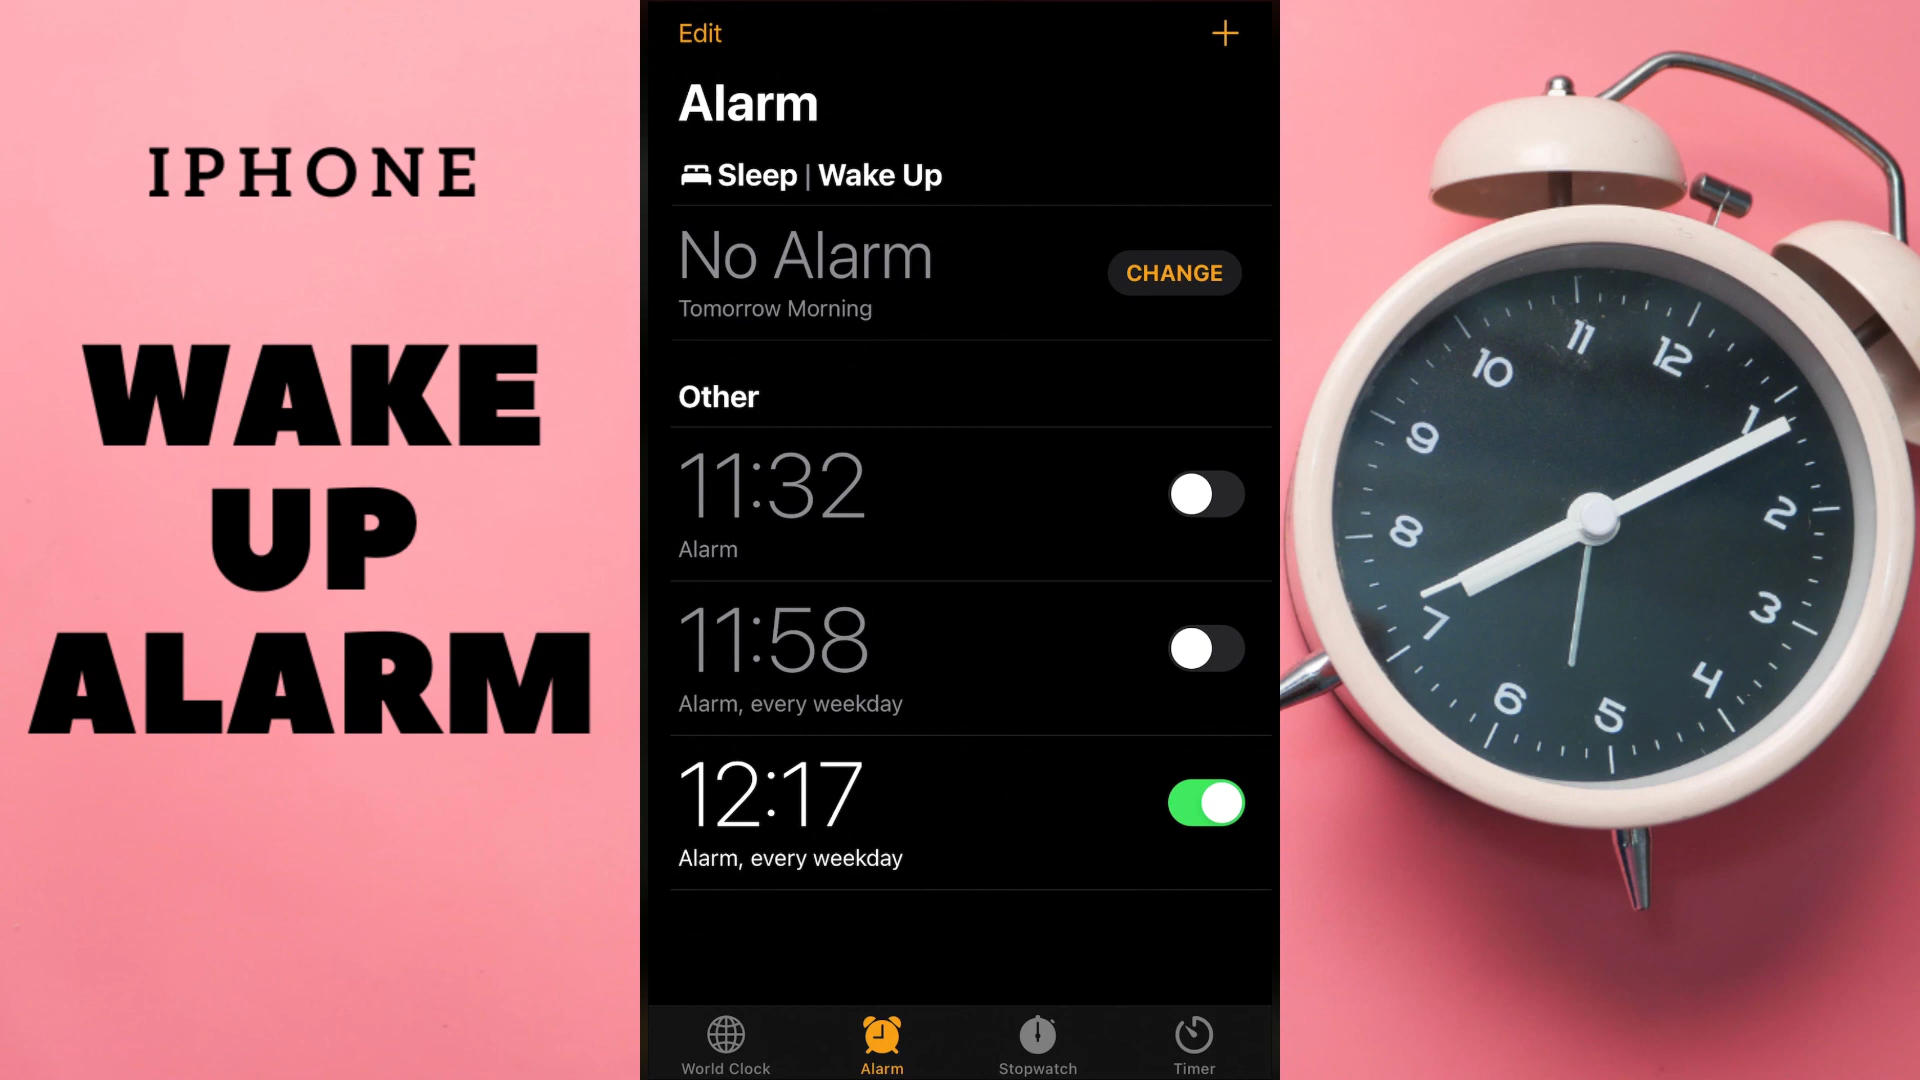 IPHONE
WAKE
UP
ALARM
Edit
+
Alarm
Sleep | Wake Up
No Alarm
CHANGE
Tomorrow Morning
Other
11:32
Alarm
11:58
Alarm, every weekday
12:17
Alarm, every weekday
World Clock
Alarm
Stopwatch
Timer
11
12
10
1
9
2
8
3
7
4
6
5